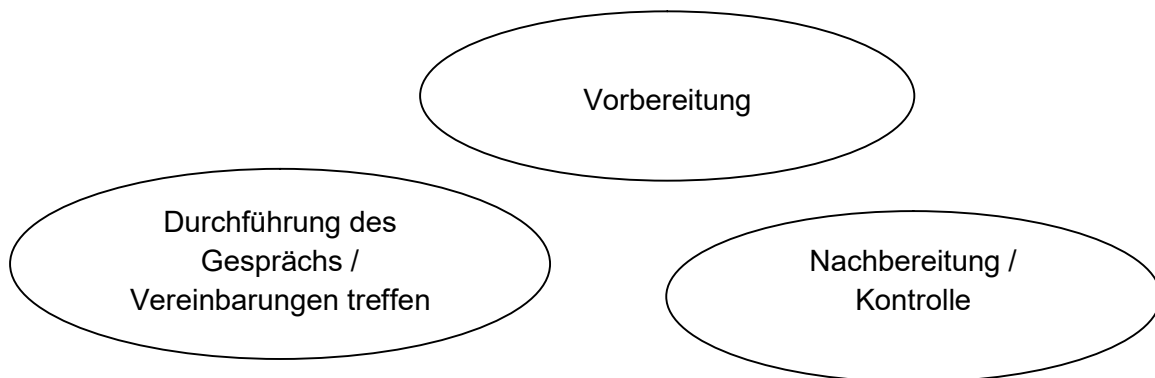 Vorbereitung
Durchführung des
Gesprächs /
Vereinbarungen treffen
Nachbereitung /
Kontrolle